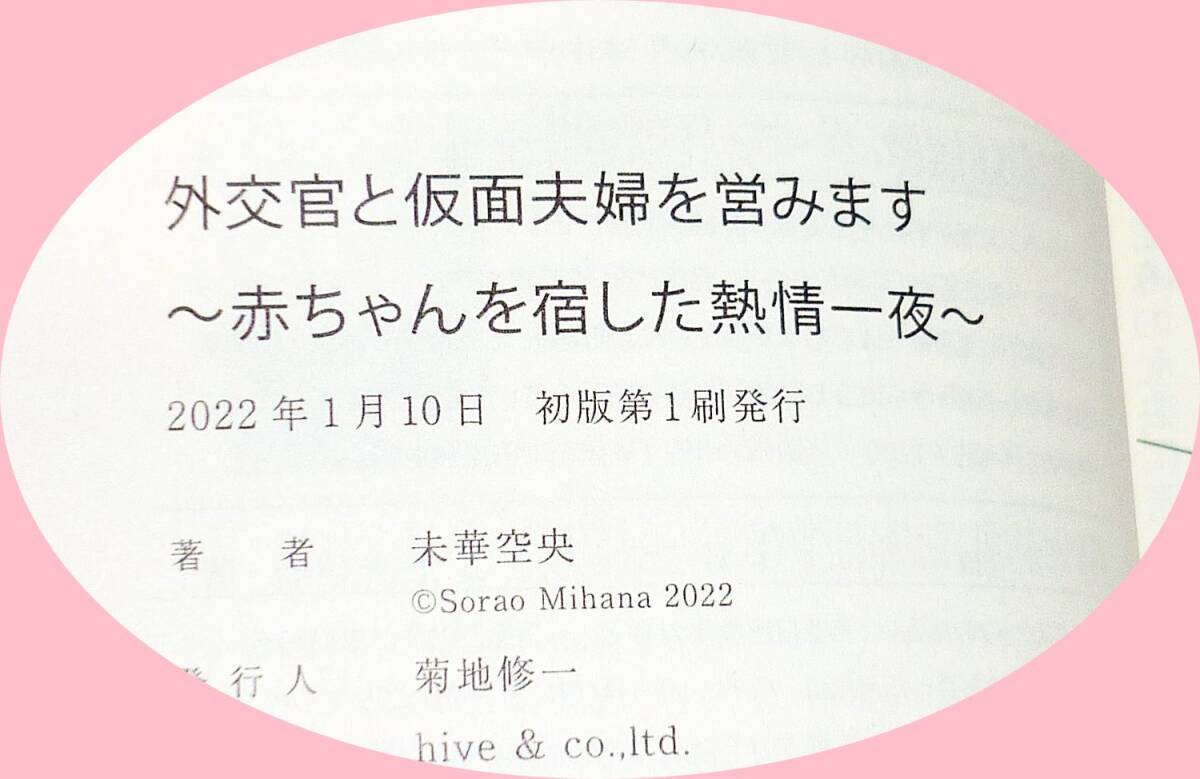 外交官と仮面夫婦を営みます
～赤ちゃんを宿した熱情一夜～
2022年1月10日　初版第1刷発行
著　者　未華空央
©Sorao Mihana 2022
発行人　菊地修一
hive & co.,ltd.